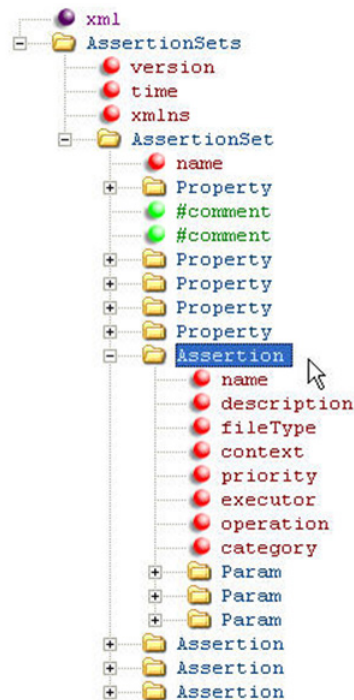 xml
AssertionSets
version
time
xmlns
AssertionSet
name
Property
#comment
#comment
Property
Property
Property
Property
Assertion
name
description
fileType
context
priority
executor
operation
category
Param
Param
Param
Assertion
Assertion
Assertion